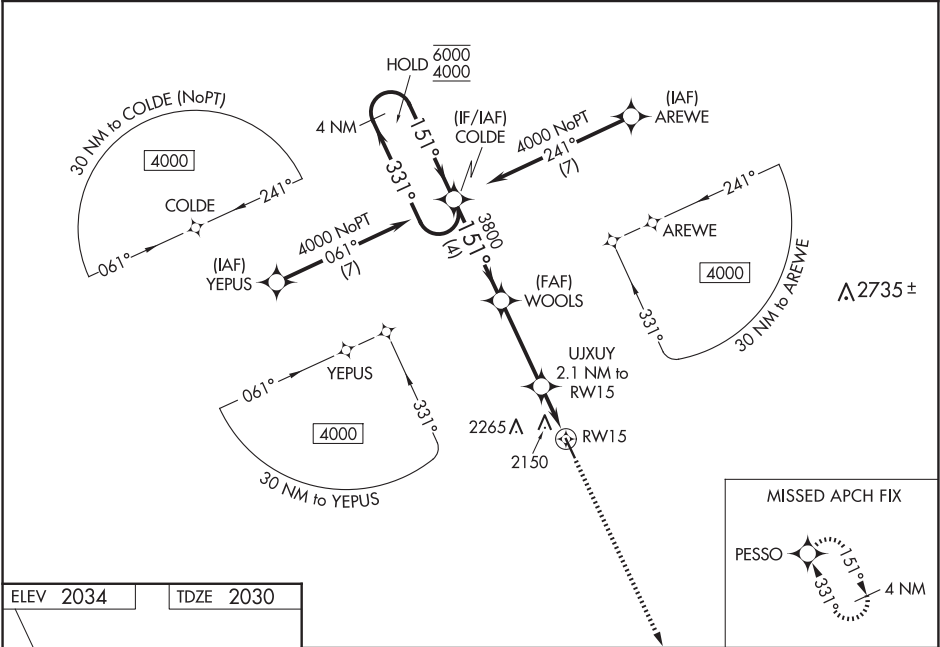 HOLD 6000
4000
30 NM to COLDE (NoPT)
4 NM
151°
(IF/IAF)
COLDE
(IAF)
AREWE
4000 NoPT
241°
(7)
4000
331°
241°
COLDE
061°
3800
151°
(4)
241°
AREWE
4000
331°
30 NM to AREWE
4000 NoPT
061°
(7)
(IAF)
YEPUS
(FAF)
WOOLS
2735 ±
061°
YEPUS
331°
4000
30 NM to YEPUS
UJXUY
2.1 NM to
RW15
2265
2150
RW15
MISSED APCH FIX
PESSO
151°
331°
4 NM
ELEV 2034
TDZE 2030